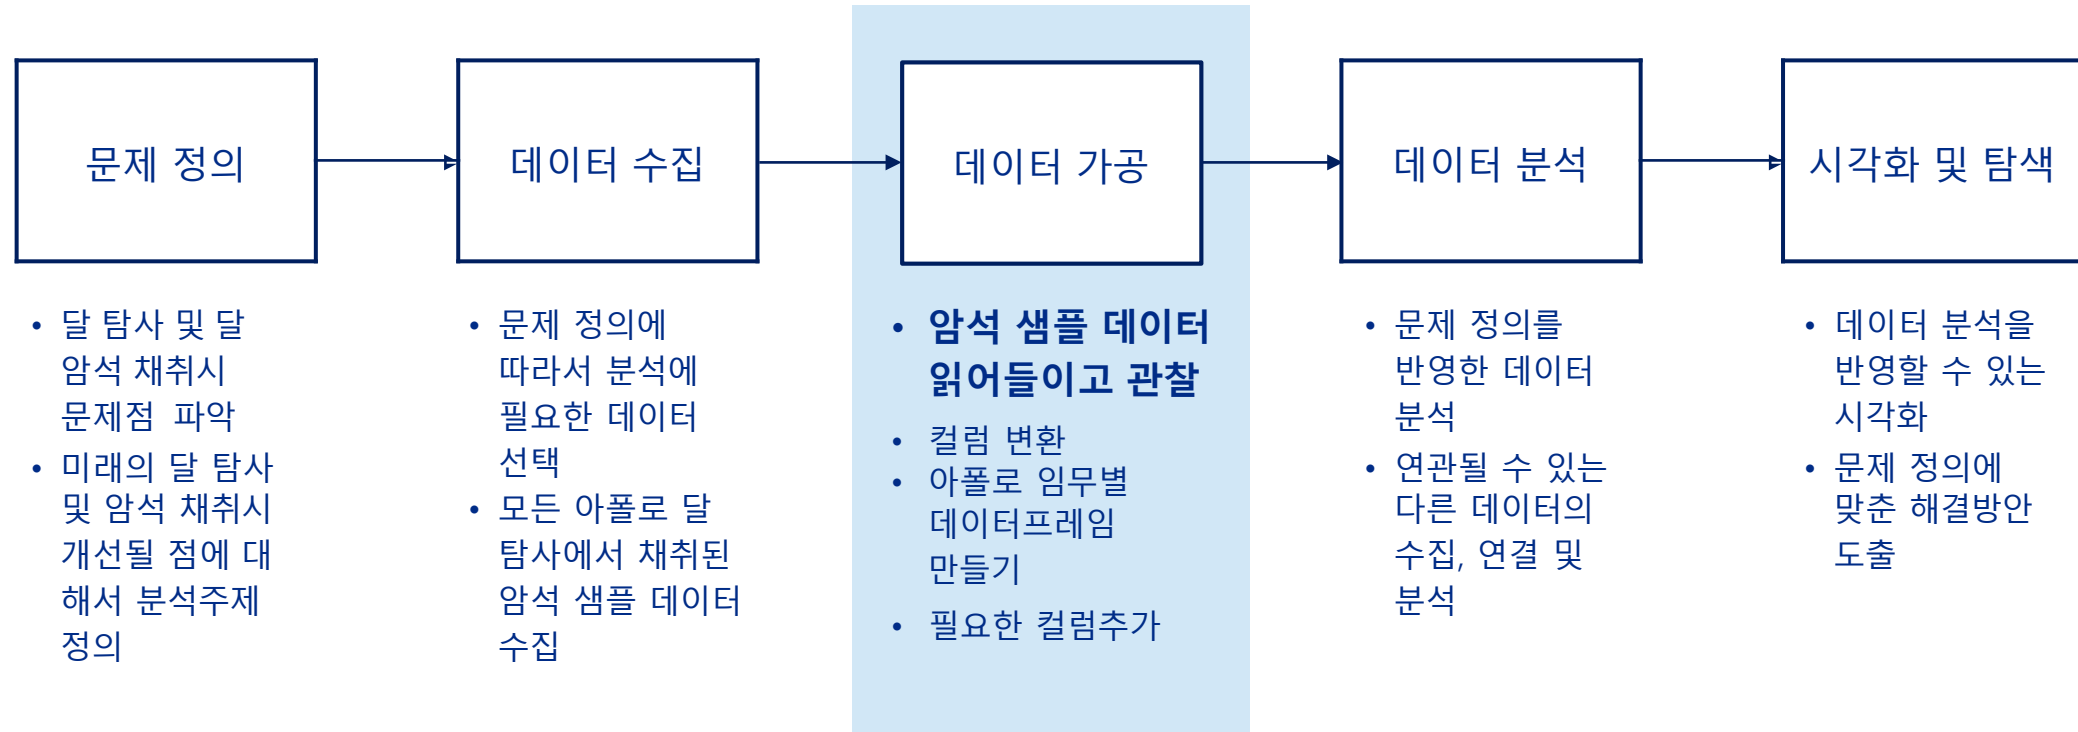 문제 정의
데이터 수집
데이터 가공
데이터 분석
시각화 및 탐색
• 달 탐사 및 달
암석 채취시
문제점 파악
• 미래의 달 탐사
및 암석 채취시
개선될 점에 대
해서 분석주제
정의
• 문제 정의에
따라서 분석에
필요한 데이터
선택
• 모든 아폴로 달
탐사에서 채취된
암석 샘플 데이터
수집
• 암석 샘플 데이터
읽어들이고 관찰
• 컬럼 변환
• 아폴로 임무별
데이터프레임
만들기
• 필요한 컬럼추가
• 문제 정의를
반영한 데이터
분석
• 연관될 수 있는
다른 데이터의
수집, 연결 및
분석
• 데이터 분석을
반영할 수 있는
시각화
• 문제 정의에
맞춘 해결방안
도출